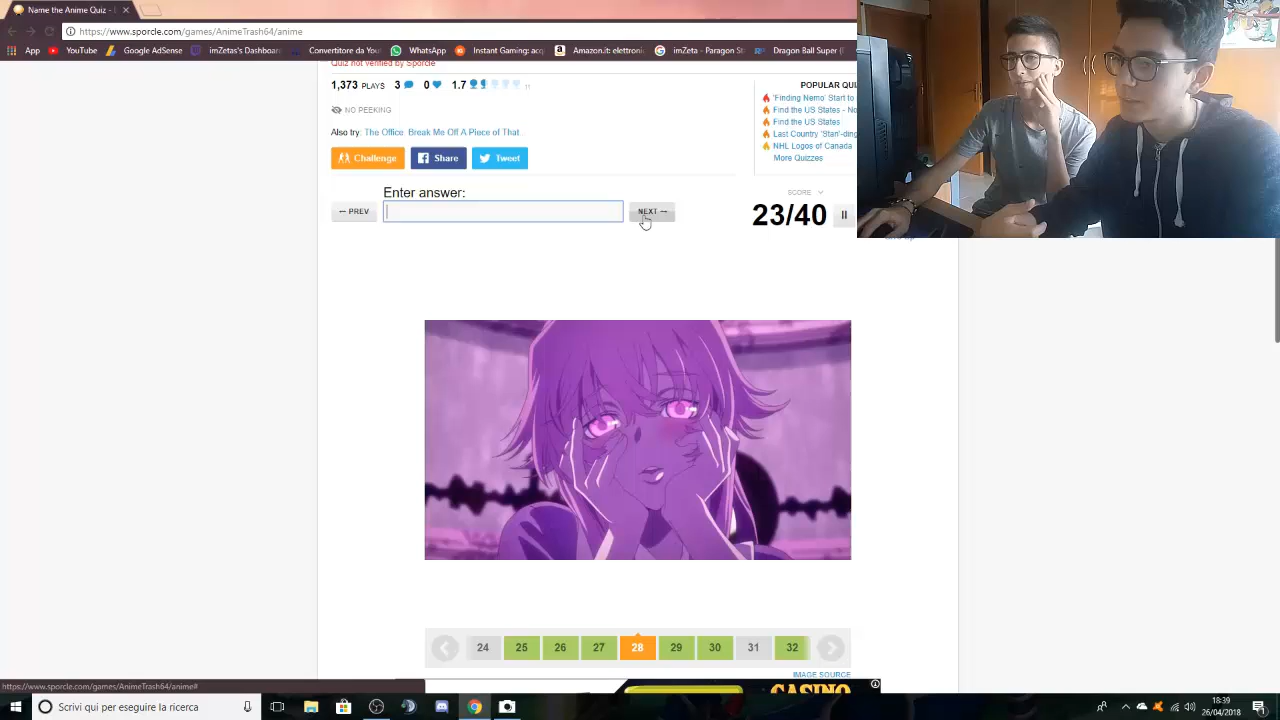 Name the Anime Quiz -
https://www.sporcle.com/games/AnimeTrash64/anime
App YouTube Google AdSense imZetas's Dashboard Convertitore da You WhatsApp Instant Gaming: acq Amazon.it: elettroni imZeta - Paragon St Dragon Ball Super (I
Quiz not verified by Sporcle
1,373 PLAYS 3 0 1.7
NO PEEKING
Also try: The Office: Break Me Off A Piece of That...
Challenge Share Tweet
POPULAR QUI
'Finding Nemo' Start to
Find the US States - No
Find the US States
Last Country 'Stan'-ding
NHL Logos of Canada
More Quizzes
Enter answer:
← PREV NEXT →
SCORE
23/40
24 25 26 27 28 29 30 31 32
IMAGE SOURCE
CASINO
https://www.sporcle.com/games/AnimeTrash64/anime#
Scrivi qui per eseguire la ricerca
18:39
26/04/2018